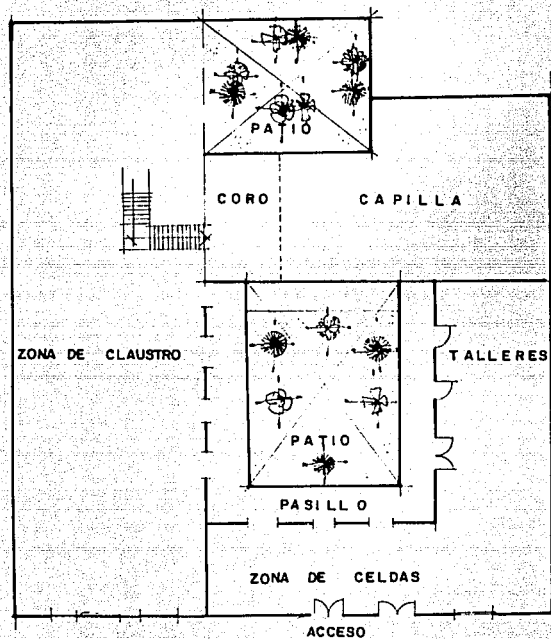 PATIO
CORO
CAPILLA
ZONA DE CLAUSTRO
TALLERES
PATIO
PASILLO
ZONA DE CELDAS
ACCESO